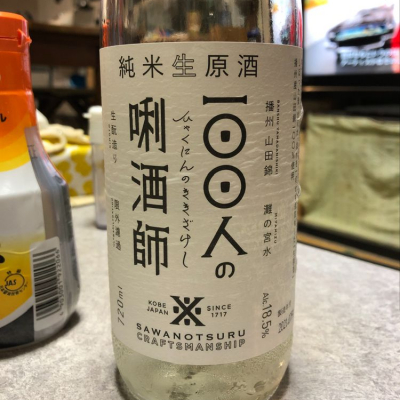 純米生原酒
一〇〇人の
唎酒師
ひゃくにんのききざけし
播州山田錦
灘の宮水
生酛造り
限外濾過
720ml
Alc.18.5%
KOBE
JAPAN
SINCE
1717
SAWANOTSURU
CRAFTSMANSHIP
JAS